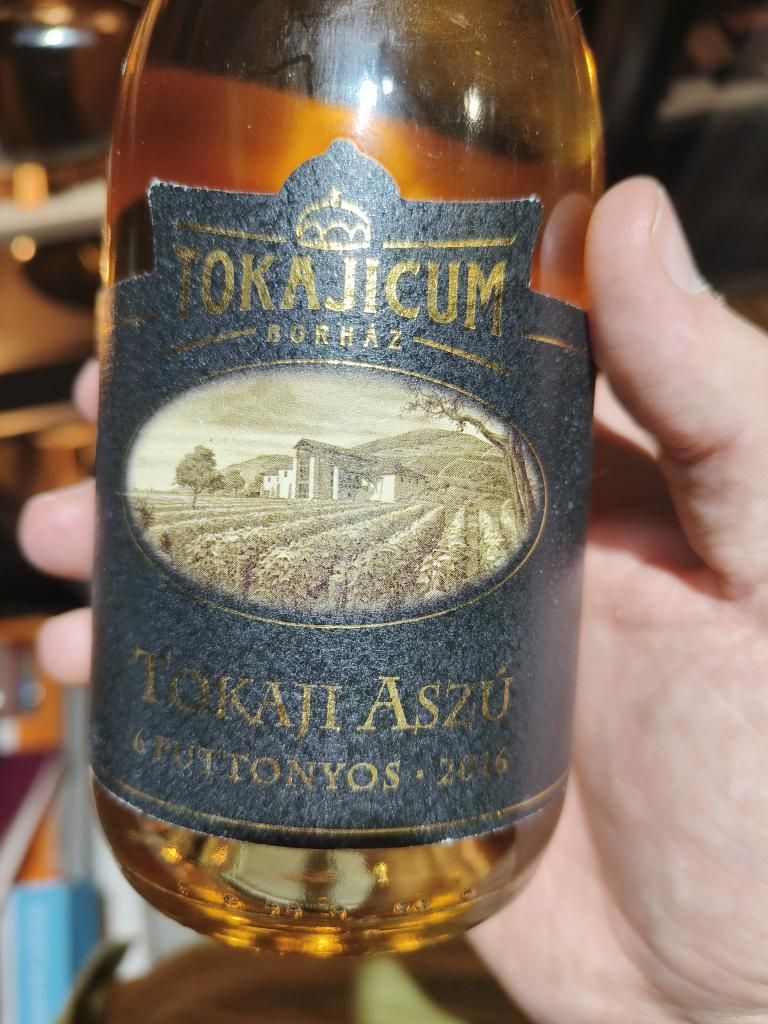 TOKAJICUM
BORHÁZ
TOKAJI ASZÚ
6 PUTTONYOS · 2016